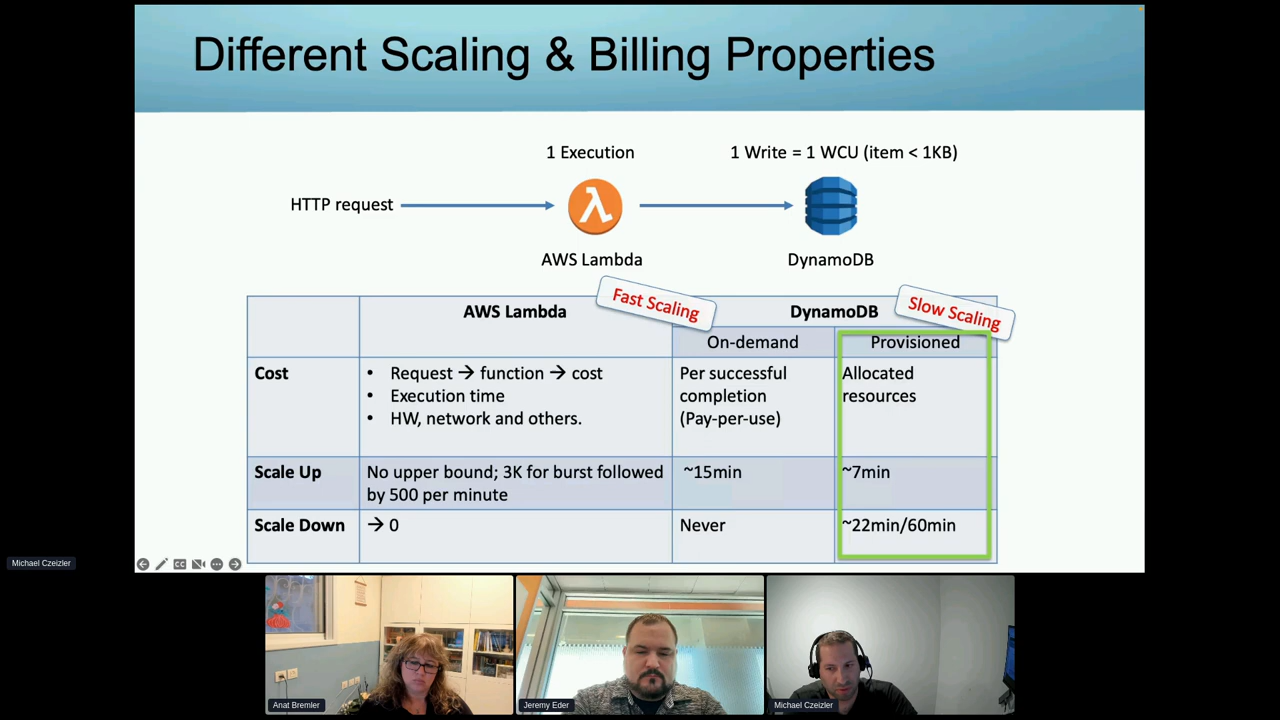 Different Scaling & Billing Properties
1 Execution
1 Write = 1 WCU (item < 1KB)
HTTP request
λ
AWS Lambda
DynamoDB
Fast Scaling
Slow Scaling
AWS Lambda
DynamoDB
On-demand
Provisioned
Cost
• Request → function → cost
• Execution time
• HW, network and others.
Per successful
completion
(Pay-per-use)
Allocated
resources
Scale Up
No upper bound; 3K for burst followed
by 500 per minute
~15min
~7min
Scale Down
→ 0
Never
~22min/60min
Michael Czeizler
CC
Anat Bremler
Jeremy Eder
Michael Czeizler